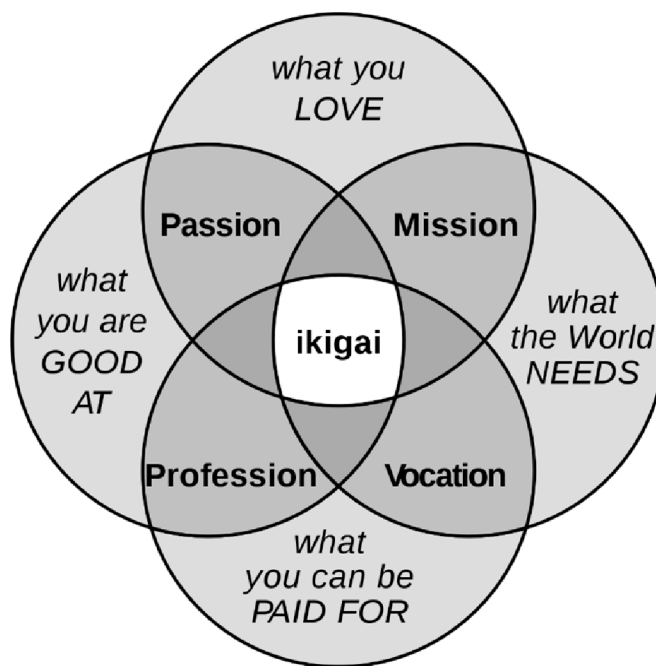 what you
LOVE
Passion
Mission
what
you are
GOOD
AT
ikigai
what
the World
NEEDS
Profession
Vocation
what
you can be
PAID FOR